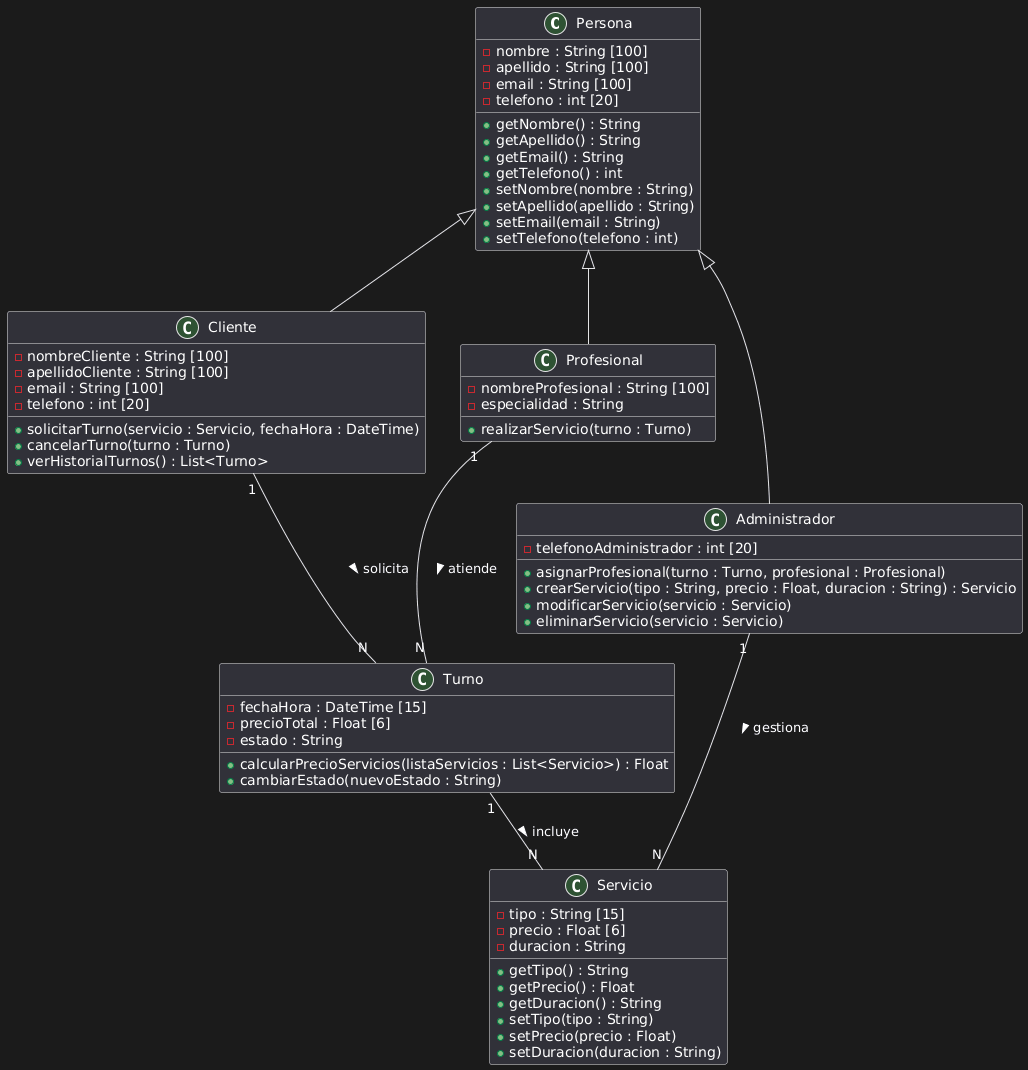 C Persona
nombre : String [100]
apellido : String [100]
email : String [100]
telefono : int [20]
getNombre() : String
getApellido() : String
getEmail() : String
getTelefono() : int
setNombre(nombre : String)
setApellido(apellido : String)
setEmail(email : String)
setTelefono(telefono : int)
C Cliente
nombreCliente : String [100]
apellidoCliente : String [100]
email : String [100]
telefono : int [20]
solicitarTurno(servicio : Servicio, fechaHora : DateTime)
cancelarTurno(turno : Turno)
verHistorialTurnos() : List<Turno>
C Profesional
nombreProfesional : String [100]
especialidad : String
realizarServicio(turno : Turno)
C Administrador
telefonoAdministrador : int [20]
asignarProfesional(turno : Turno, profesional : Profesional)
crearServicio(tipo : String, precio : Float, duracion : String) : Servicio
modificarServicio(servicio : Servicio)
eliminarServicio(servicio : Servicio)
1
solicita
N
1
atiende
N
C Turno
fechaHora : DateTime [15]
precioTotal : Float [6]
estado : String
calcularPrecioServicios(listaServicios : List<Servicio>) : Float
cambiarEstado(nuevoEstado : String)
1
gestiona
N
1
incluye
N
C Servicio
tipo : String [15]
precio : Float [6]
duracion : String
getTipo() : String
getPrecio() : Float
getDuracion() : String
setTipo(tipo : String)
setPrecio(precio : Float)
setDuracion(duracion : String)